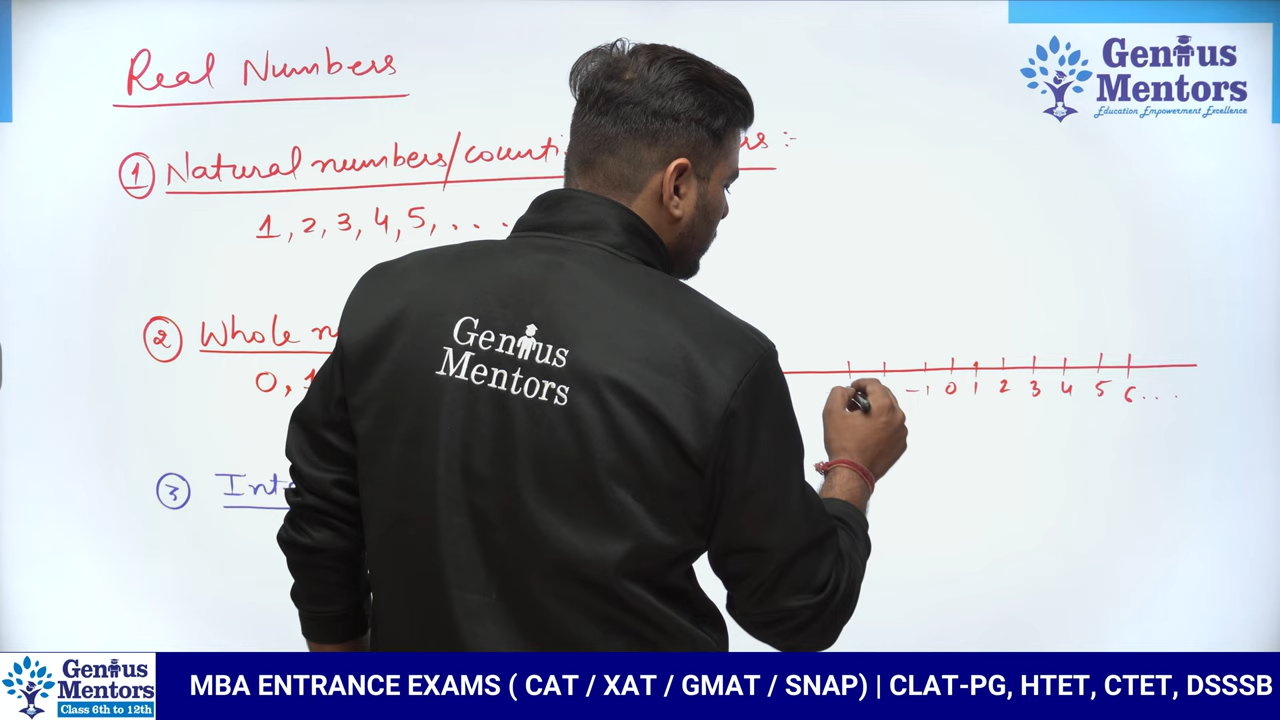 Real Numbers
Genius
Mentors
Education Empowerment Excellence
① Natural numbers/counti rs :-
1, 2, 3, 4, 5, . . .
Genius
Mentors
② Whole n
0, 1
-1 0 1 2 3 4 5 6 . . .
③ Int
Genius
Mentors
Class 6th to 12th
MBA ENTRANCE EXAMS ( CAT / XAT / GMAT / SNAP) | CLAT-PG, HTET, CTET, DSSSB